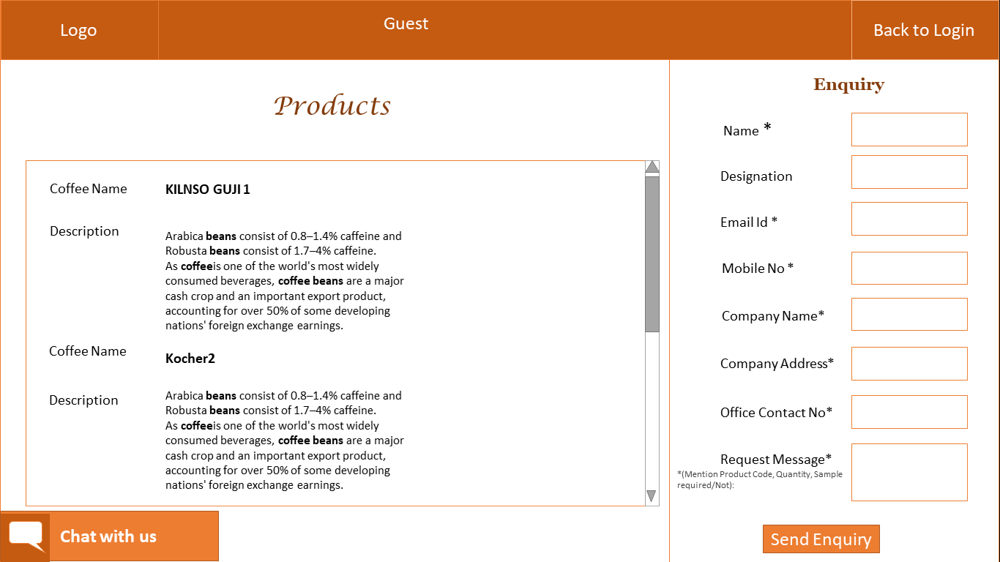 Logo
Guest
Back to Login
Products
Coffee Name
KILNSO GUJI 1
Description
Arabica beans consist of 0.8–1.4% caffeine and
Robusta beans consist of 1.7–4% caffeine.
As coffeeis one of the world's most widely
consumed beverages, coffee beans are a major
cash crop and an important export product,
accounting for over 50% of some developing
nations' foreign exchange earnings.
Coffee Name
Kocher2
Description
Arabica beans consist of 0.8–1.4% caffeine and
Robusta beans consist of 1.7–4% caffeine.
As coffeeis one of the world's most widely
consumed beverages, coffee beans are a major
cash crop and an important export product,
accounting for over 50% of some developing
nations' foreign exchange earnings.
Chat with us
Enquiry
Name *
Designation
Email Id *
Mobile No *
Company Name*
Company Address*
Office Contact No*
Request Message*
*(Mention Product Code, Quantity, Sample
required/Not):
Send Enquiry